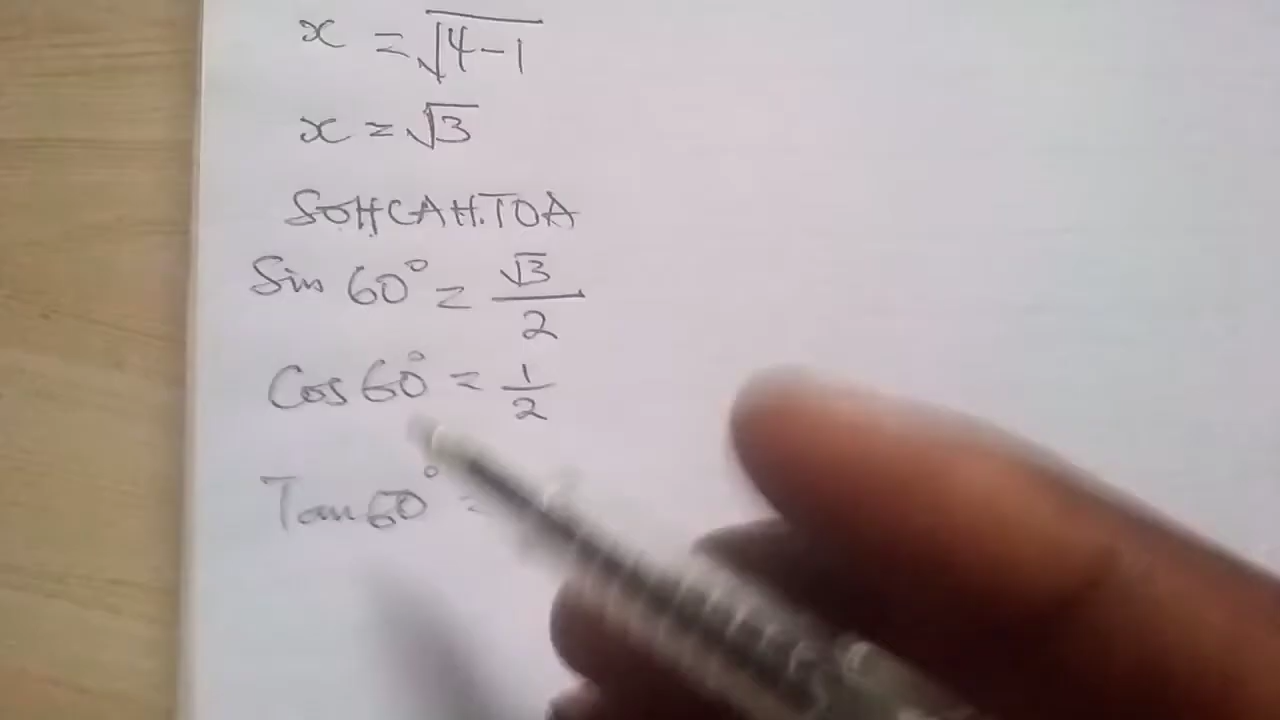 x = √4-1
x = √3
SOHCAH.TOA
Sin 60° = √3/2
Cos 60° = 1/2
Tan 60° =